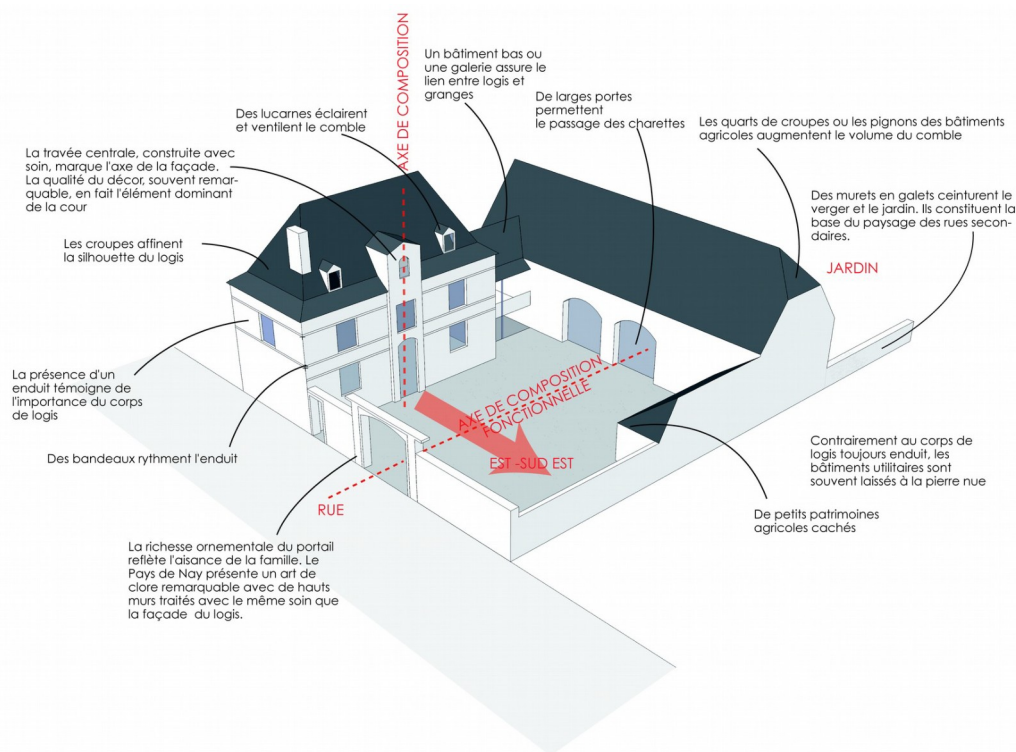 AXE DE COMPOSITION
Un bâtiment bas ou
une galerie assure le
lien entre logis et
granges
Des lucarnes éclairent
et ventilent le comble
De larges portes
permettent
le passage des charettes
Les quarts de croupes ou les pignons des bâtiments
agricoles augmentent le volume du comble
La travée centrale, construite avec
soin, marque l'axe de la façade.
La qualité du décor, souvent remar-
quable, en fait l'élément dominant
de la cour
Des murets en galets ceinturent le
verger et le jardin. Ils constituent la
base du paysage des rues secon-
daires.
Les croupes affinent
la silhouette du logis
JARDIN
La présence d'un
enduit témoigne de
l'importance du corps
de logis
AXE DE COMPOSITION
FONCTIONNELLE
Des bandeaux rythment l'enduit
EST -SUD EST
Contrairement au corps de
logis toujours enduit, les
bâtiments utilitaires sont
souvent laissés à la pierre nue
RUE
De petits patrimoines
agricoles cachés
La richesse ornementale du portail
reflète l'aisance de la famille. Le
Pays de Nay présente un art de
clore remarquable avec de hauts
murs traités avec le même soin que
la façade du logis.